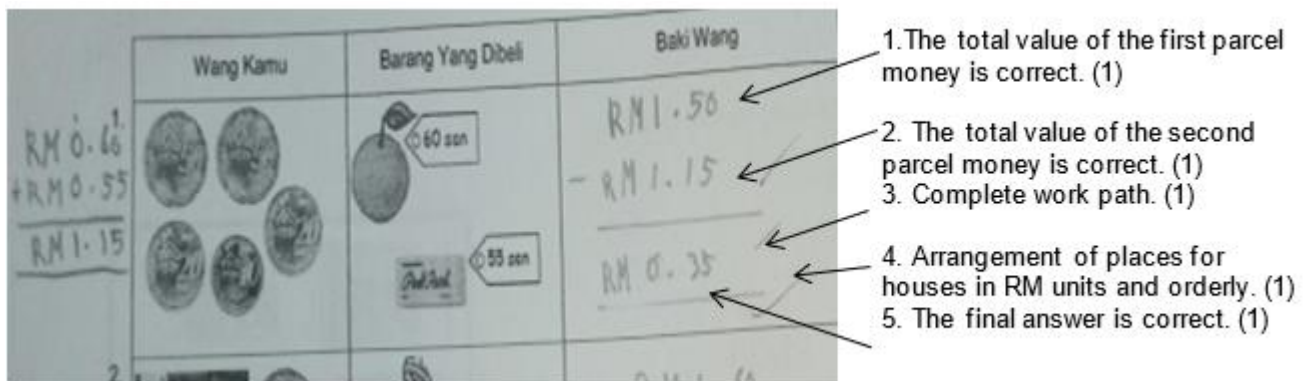 Wang Kamu
Barang Yang Dibeli
Baki Wang
1.
RM 0.60
+RM 0.55
RM 1.15
60 sen
55 sen
RM 1.50
- RM 1.15
RM 0.35
2
1.The total value of the first parcel
money is correct. (1)
2. The total value of the second
parcel money is correct. (1)
3. Complete work path. (1)
4. Arrangement of places for
houses in RM units and orderly. (1)
5. The final answer is correct. (1)